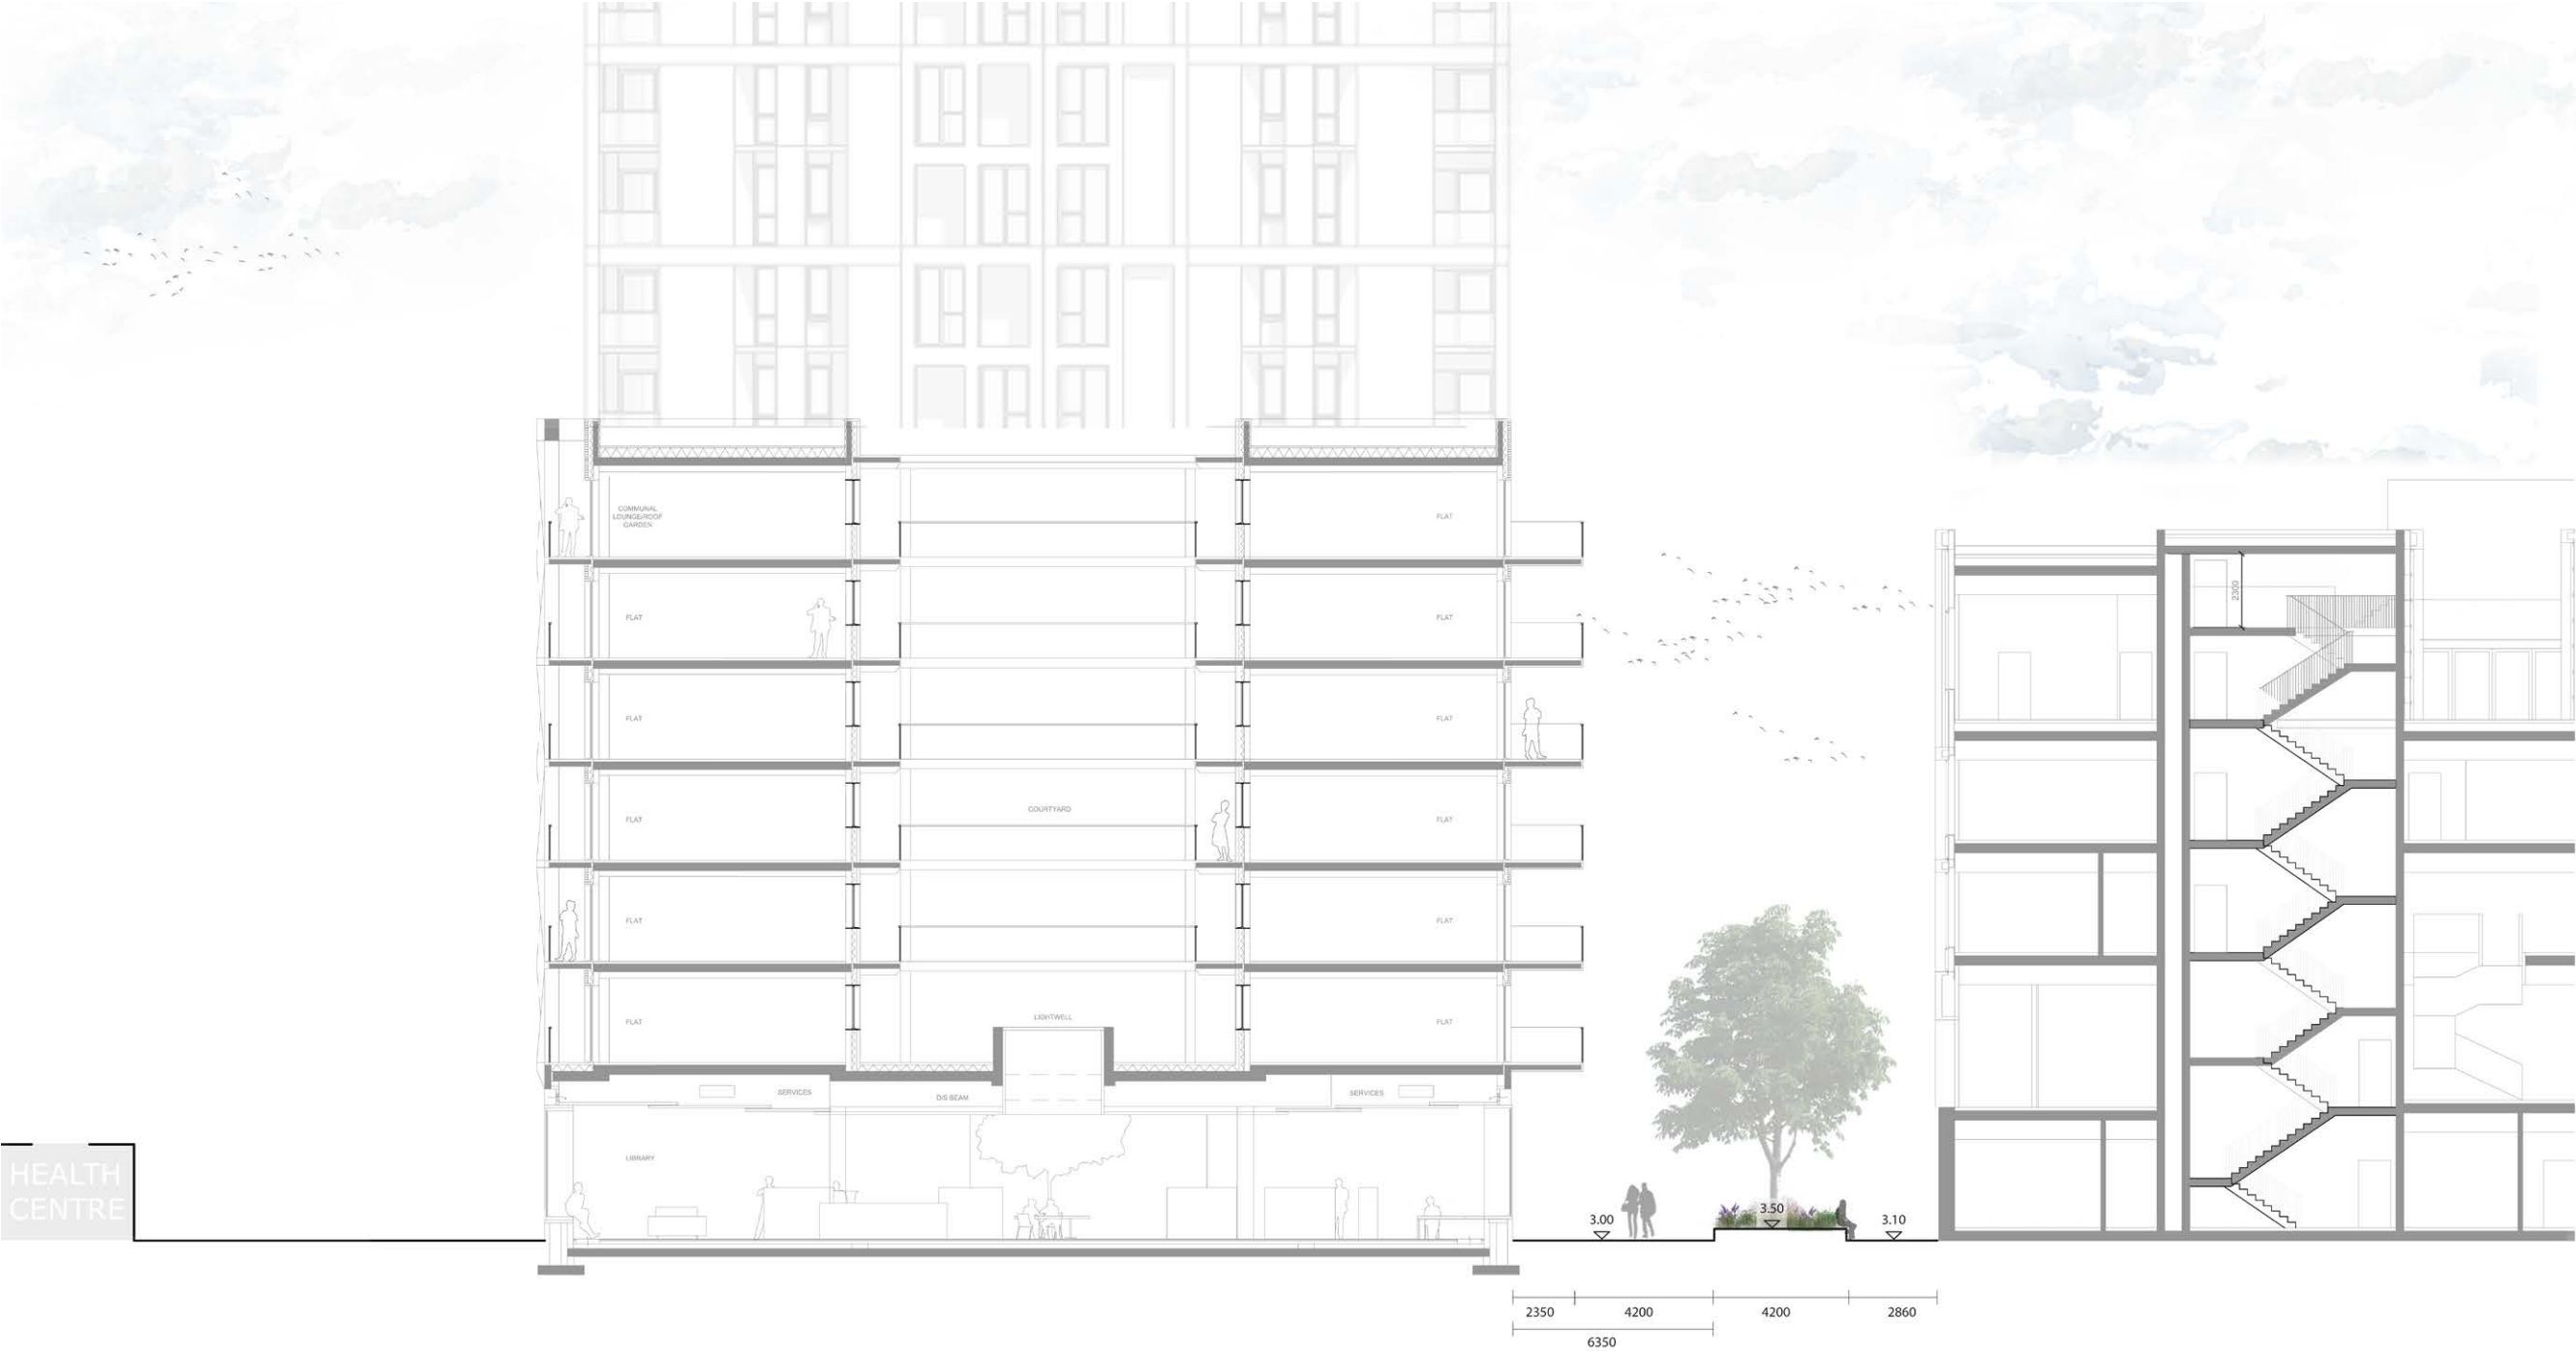 COMMUNAL
LOUNGE/ROOF
GARDEN
FLAT
2300
FLAT
FLAT
FLAT
FLAT
FLAT
COURTYARD
FLAT
FLAT
FLAT
LIGHTWELL
FLAT
FLAT
SERVICES
D/S BEAM
SERVICES
LIBRARY
HEALTH
CENTRE
3.00
3.50
3.10
2350
4200
4200
2860
6350